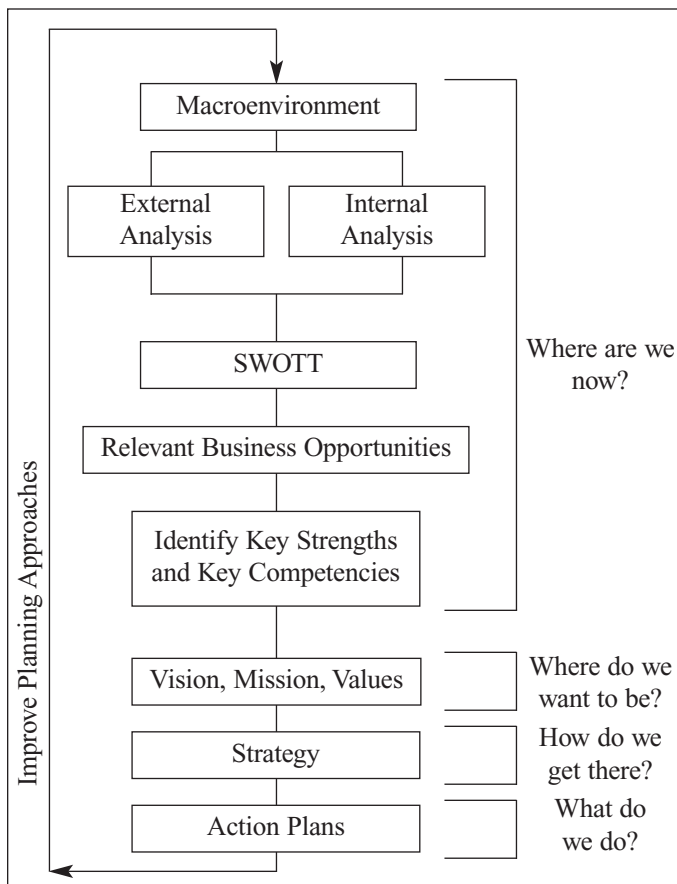 Macroenvironment
External
Analysis
Internal
Analysis
SWOTT
Relevant Business Opportunities
Identify Key Strengths
and Key Competencies
Vision, Mission, Values
Strategy
Action Plans
Where are we
now?
Where do we
want to be?
How do we
get there?
What do
we do?
Improve Planning Approaches